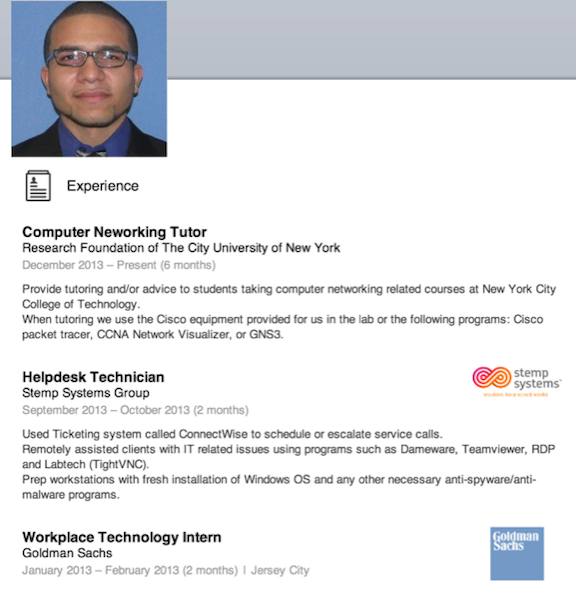 Experience
Computer Neworking Tutor
Research Foundation of The City University of New York
December 2013 – Present (6 months)
Provide tutoring and/or advice to students taking computer networking related courses at New York City
College of Technology.
When tutoring we use the Cisco equipment provided for us in the lab or the following programs: Cisco
packet tracer, CCNA Network Visualizer, or GNS3.
Helpdesk Technician
stemp
systems
Stemp Systems Group
September 2013 – October 2013 (2 months)
Used Ticketing system called ConnectWise to schedule or escalate service calls.
Remotely assisted clients with IT related issues using programs such as Dameware, Teamviewer, RDP
and Labtech (TightVNC).
Prep workstations with fresh installation of Windows OS and any other necessary anti-spyware/anti-
malware programs.
Workplace Technology Intern
Goldman
Sachs
Goldman Sachs
January 2013 – February 2013 (2 months) | Jersey City